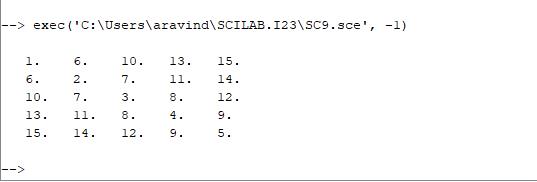 --> exec('C:\Users\aravind\SCILAB.I23\SC9.sce', -1)
1. 6. 10. 13. 15.
6. 2. 7. 11. 14.
10. 7. 3. 8. 12.
13. 11. 8. 4. 9.
15. 14. 12. 9. 5.
-->